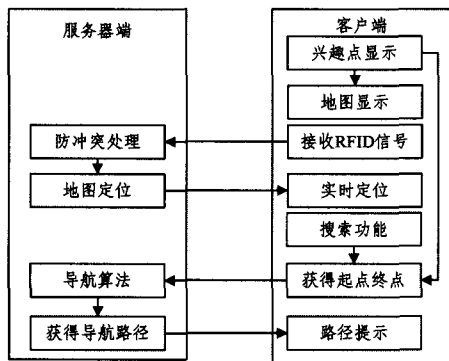 服务器端
客户端
兴趣点显示
地图显示
防冲突处理
接收RFID信号
地图定位
实时定位
搜索功能
导航算法
获得起点终点
获得导航路径
路径提示